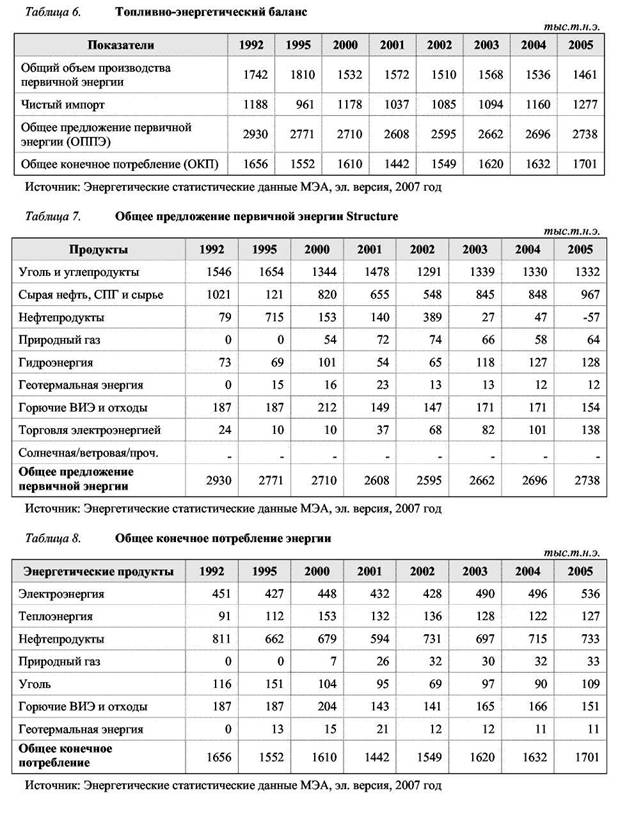 Таблица 6. Топливно-энергетический баланс
тыс.т.н.э.
Показатели 1992 1995 2000 2001 2002 2003 2004 2005
Общий объем производства
первичной энергии 1742 1810 1532 1572 1510 1568 1536 1461
Чистый импорт 1188 961 1178 1037 1085 1094 1160 1277
Общее предложение первичной
энергии (ОППЭ) 2930 2771 2710 2608 2595 2662 2696 2738
Общее конечное потребление (ОКП) 1656 1552 1610 1442 1549 1620 1632 1701
Источник: Энергетические статистические данные МЭА, эл. версия, 2007 год
Таблица 7. Общее предложение первичной энергии Structure
тыс.т.н.э.
Продукты 1992 1995 2000 2001 2002 2003 2004 2005
Уголь и углепродукты 1546 1654 1344 1478 1291 1339 1330 1332
Сырая нефть, СПГ и сырье 1021 121 820 655 548 845 848 967
Нефтепродукты 79 715 153 140 389 27 47 -57
Природный газ 0 0 54 72 74 66 58 64
Гидроэнергия 73 69 101 54 65 118 127 128
Геотермальная энергия 0 15 16 23 13 13 12 12
Горючие ВИЭ и отходы 187 187 212 149 147 171 171 154
Торговля электроэнергией 24 10 10 37 68 82 101 138
Солнечная/ветровая/проч. - - - - - - - -
Общее предложение
первичной энергии 2930 2771 2710 2608 2595 2662 2696 2738
Источник: Энергетические статистические данные МЭА, эл. версия, 2007 год
Таблица 8. Общее конечное потребление энергии
тыс.т.н.э.
Энергетические продукты 1992 1995 2000 2001 2002 2003 2004 2005
Электроэнергия 451 427 448 432 428 490 496 536
Теплоэнергия 91 112 153 132 136 128 122 127
Нефтепродукты 811 662 679 594 731 697 715 733
Природный газ 0 0 7 26 32 30 32 33
Уголь 116 151 104 95 69 97 90 109
Горючие ВИЭ и отходы 187 187 204 143 141 165 166 151
Геотермальная энергия 0 13 15 21 12 12 11 11
Общее конечное
потребление 1656 1552 1610 1442 1549 1620 1632 1701
Источник: Энергетические статистические данные МЭА, эл. версия, 2007 год